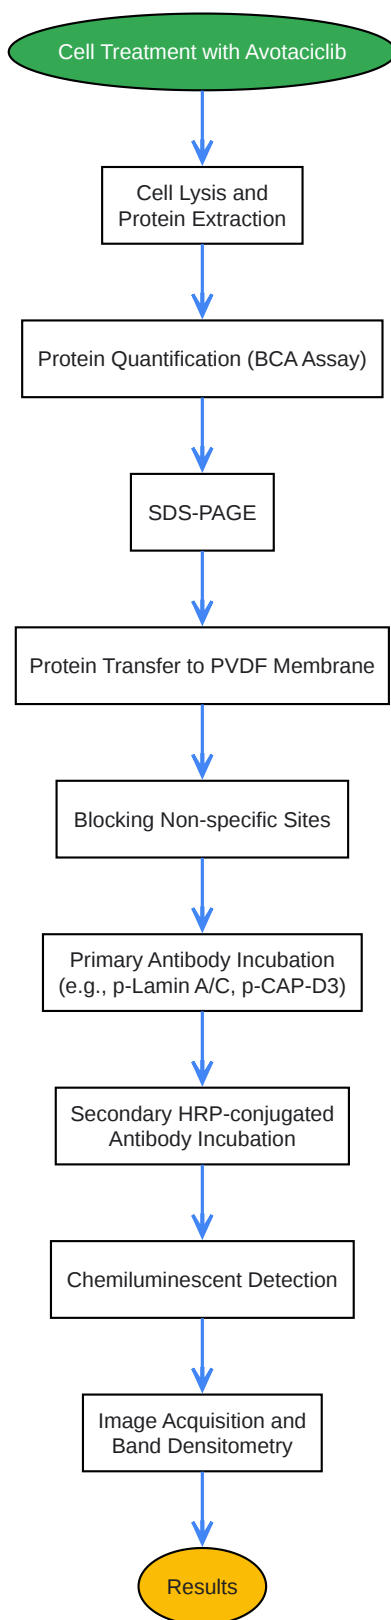 Cell Treatment with Avotaciclib
Cell Lysis and
Protein Extraction
Protein Quantification (BCA Assay)
SDS-PAGE
Protein Transfer to PVDF Membrane
Blocking Non-specific Sites
Primary Antibody Incubation
(e.g., p-Lamin A/C, p-CAP-D3)
Secondary HRP-conjugated
Antibody Incubation
Chemiluminescent Detection
Image Acquisition and
Band Densitometry
Results